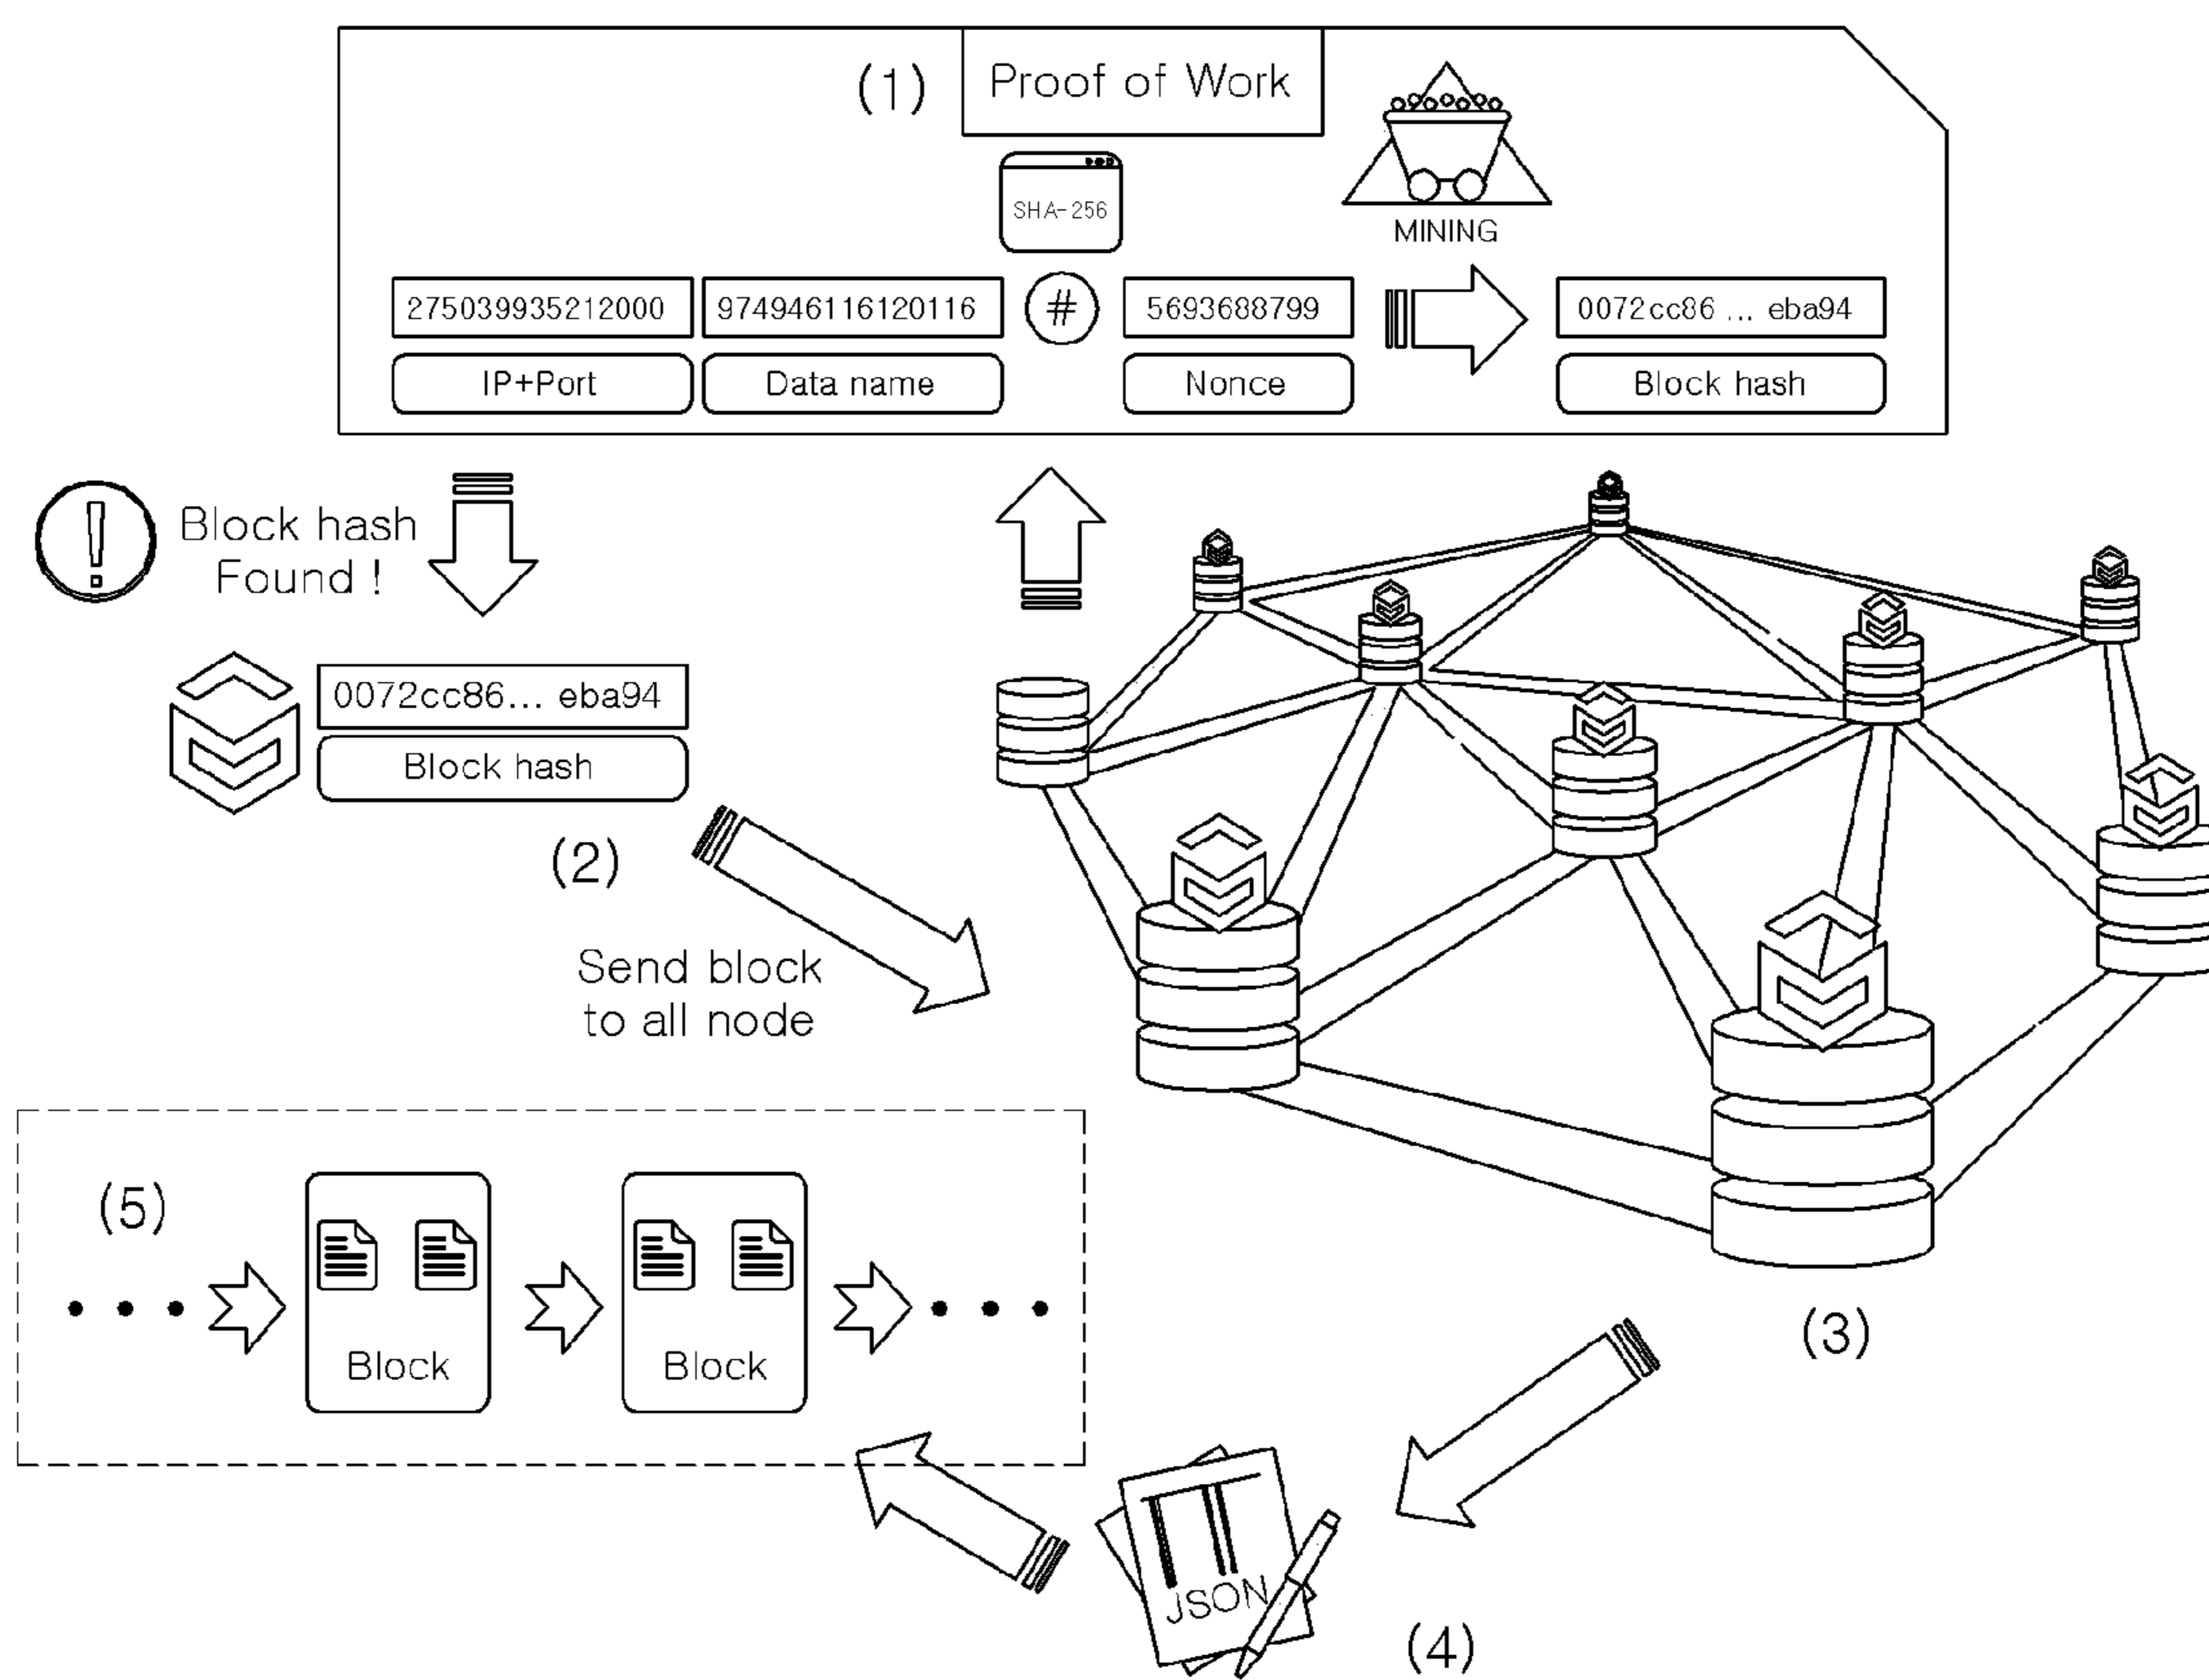 (1)
Proof of Work
SHA-256
MINING
275039935212000
974946116120116
#
5693688799
0072cc86 ... eba94
IP+Port
Data name
Nonce
Block hash
Block hash
Found !
0072cc86... eba94
Block hash
(2)
Send block
to all node
(3)
(5)
Block
Block
JSON
(4)